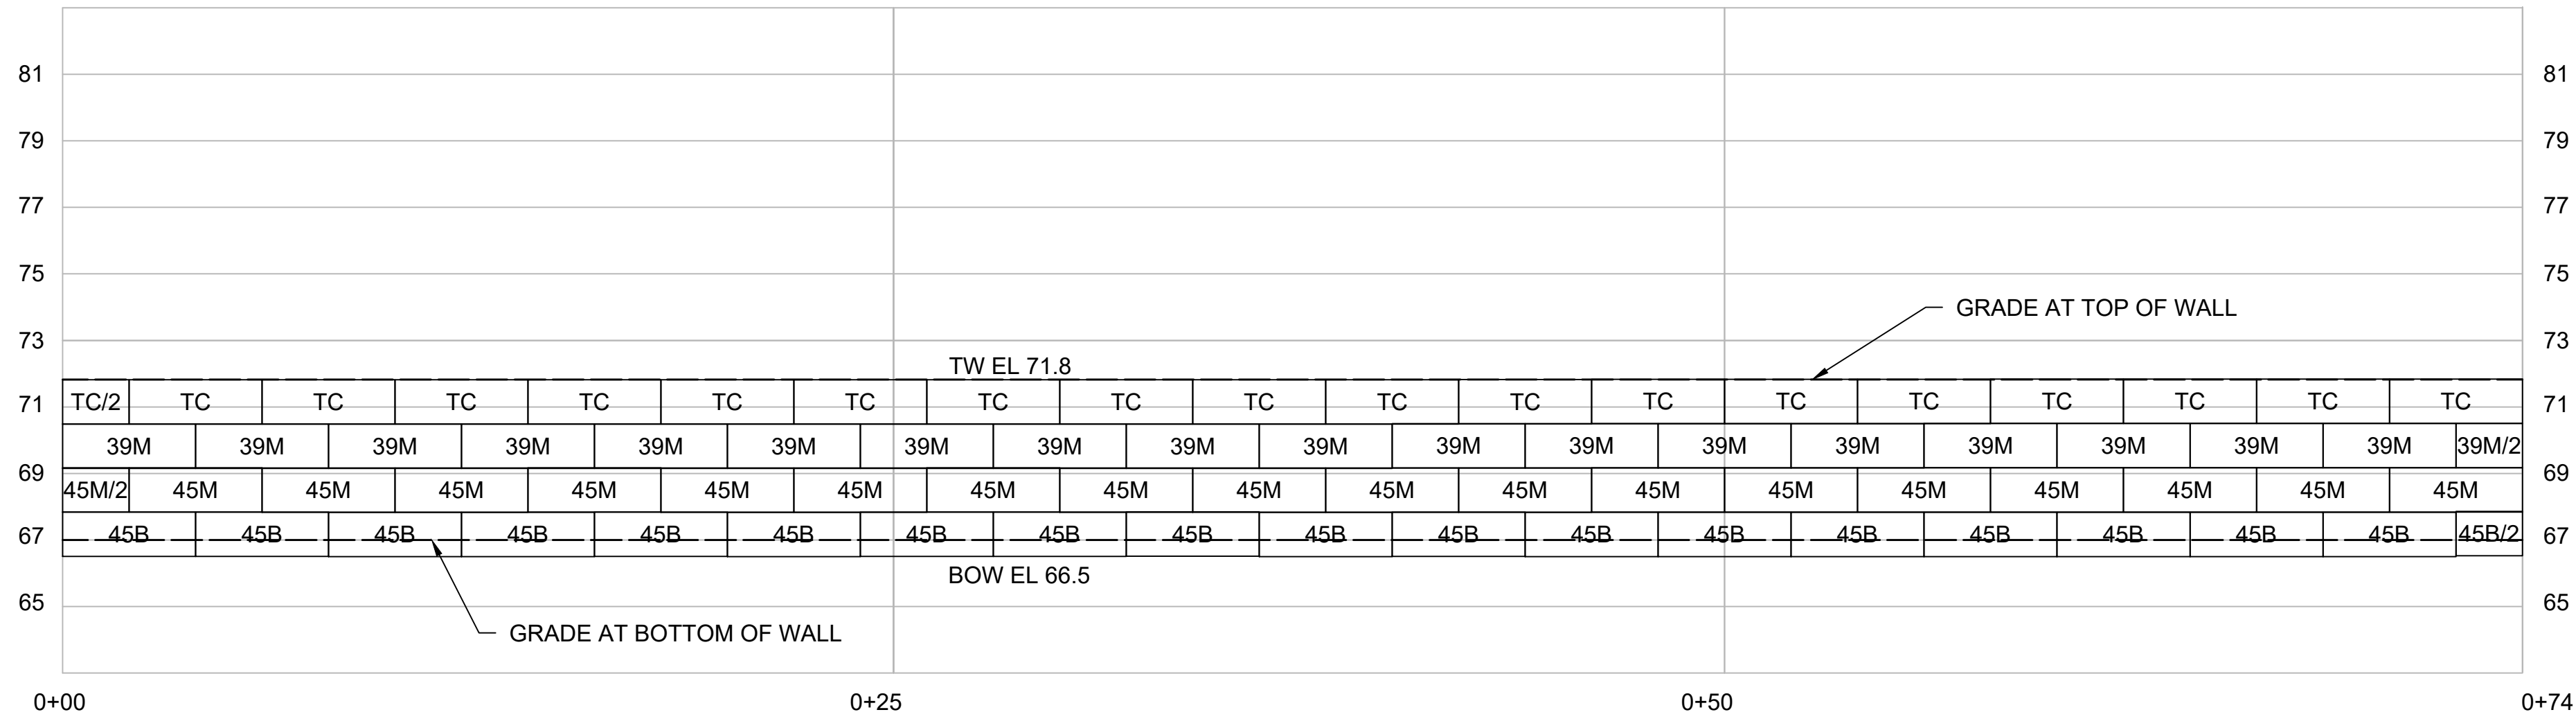 81 81
79 79
77 77
75 75
GRADE AT TOP OF WALL
73 73
TW EL 71.8
71 TC/2 TC TC TC TC TC TC TC TC TC TC TC TC TC TC TC TC TC TC 71
39M 39M 39M 39M 39M 39M 39M 39M 39M 39M 39M 39M 39M 39M 39M 39M 39M 39M 39M/2
69 45M/2 45M 45M 45M 45M 45M 45M 45M 45M 45M 45M 45M 45M 45M 45M 45M 45M 45M 45M 69
67 45B 45B 45B 45B 45B 45B 45B 45B 45B 45B 45B 45B 45B 45B 45B 45B 45B 45B 45B/2 67
BOW EL 66.5
65 65
GRADE AT BOTTOM OF WALL
0+00 0+25 0+50 0+74